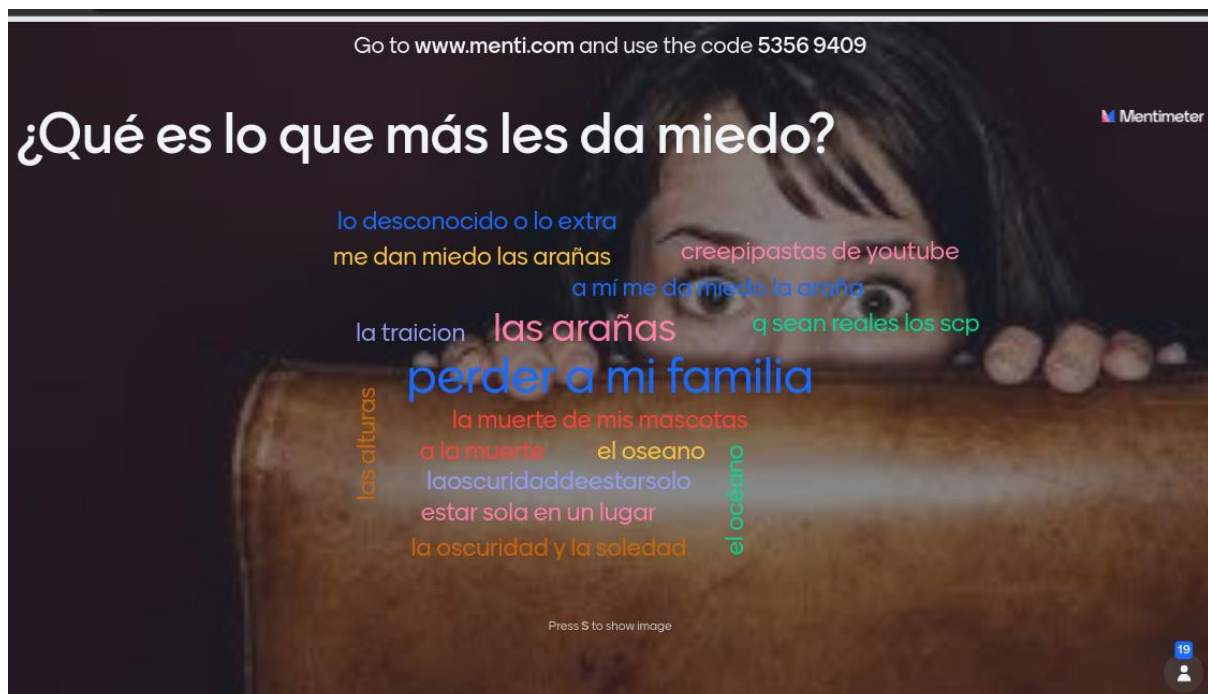 Go to www.menti.com and use the code 5356 9409
Mentimeter
¿Qué es lo que más les da miedo?
lo desconocido o lo extra
me dan miedo las arañas
creepipastas de youtube
a mí me da miedo la araña
q sean reales los scp
la traicion
las arañas
perder a mi familia
las alturas
la muerte de mis mascotas
a la muerte
el oseano
el océano
laoscuridaddeestarsolo
estar sola en un lugar
la oscuridad y la soledad
Press S to show image
19